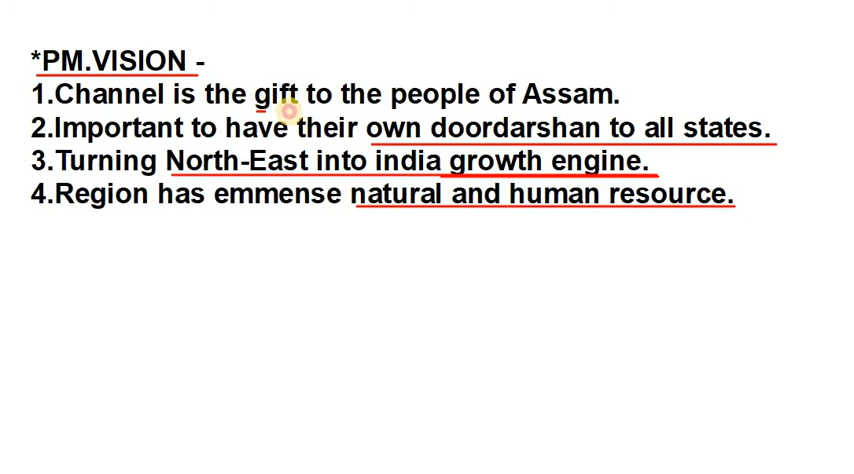 *PM.VISION -
1.Channel is the gift to the people of Assam.
2.Important to have their own doordarshan to all states.
3.Turning North-East into india growth engine.
4.Region has emmense natural and human resource.